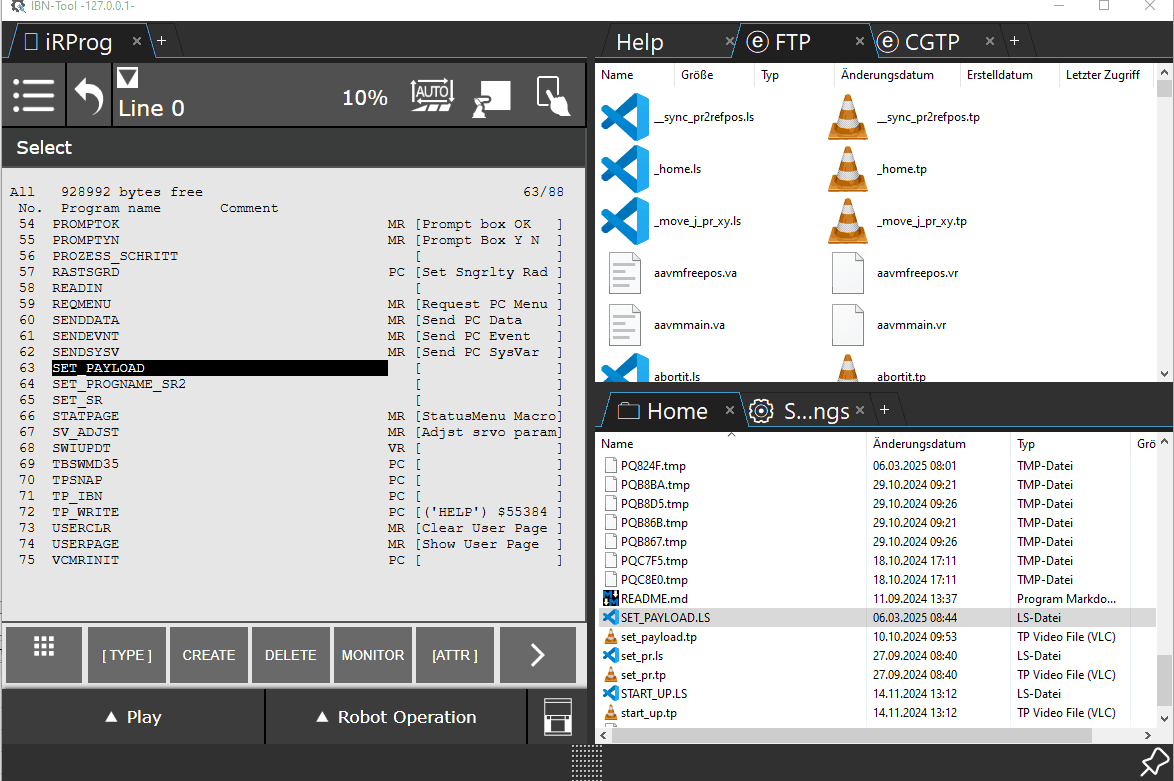 IBN-Tool -127.0.0.1-
iRProg × +
Line 0
10%
AUTO
Select
All 928992 bytes free 63/88
No. Program name Comment
54 PROMPTOK MR [Prompt box OK ]
55 PROMPTYN MR [Prompt Box Y N ]
56 PROZESS_SCHRITT [ ]
57 RASTSGRD PC [Set Sngrlty Rad ]
58 READIN [ ]
59 REQMENU MR [Request PC Menu ]
60 SENDDATA MR [Send PC Data ]
61 SENDEVNT MR [Send PC Event ]
62 SENDSYSV MR [Send PC SysVar ]
63 SET_PAYLOAD [ ]
64 SET_PROGNAME_SR2 [ ]
65 SET_SR [ ]
66 STATPAGE MR [StatusMenu Macro]
67 SV_ADJST MR [Adjst srvo param]
68 SWIUPDT VR [ ]
69 TBSWMD35 PC [ ]
70 TPSNAP PC [ ]
71 TP_IBN PC [ ]
72 TP_WRITE PC [('HELP') $55384 ]
73 USERCLR MR [Clear User Page ]
74 USERPAGE MR [Show User Page ]
75 VCMRINIT PC [ ]
[ TYPE ] CREATE DELETE MONITOR [ATTR ]
▲ Play ▲ Robot Operation
Help × FTP × CGTP × +
Name Größe Typ Änderungsdatum Erstelldatum Letzter Zugriff
__sync_pr2refpos.ls __sync_pr2refpos.tp
_home.ls _home.tp
_move_j_pr_xy.ls _move_j_pr_xy.tp
aavmfreepos.va aavmfreepos.vr
aavmmain.va aavmmain.vr
abortit.ls abortit.tp
Home × S...ngs × +
Name Änderungsdatum Typ Grö
PQ824F.tmp 06.03.2025 08:01 TMP-Datei
PQB8BA.tmp 29.10.2024 09:21 TMP-Datei
PQB8D5.tmp 29.10.2024 09:26 TMP-Datei
PQB86B.tmp 29.10.2024 09:21 TMP-Datei
PQB867.tmp 29.10.2024 09:26 TMP-Datei
PQC7F5.tmp 18.10.2024 17:11 TMP-Datei
PQC8E0.tmp 18.10.2024 17:11 TMP-Datei
README.md 11.09.2024 13:37 Program Markdo...
SET_PAYLOAD.LS 06.03.2025 08:44 LS-Datei
set_payload.tp 10.10.2024 09:53 TP Video File (VLC)
set_pr.ls 27.09.2024 08:40 LS-Datei
set_pr.tp 27.09.2024 08:40 TP Video File (VLC)
START_UP.LS 14.11.2024 13:12 LS-Datei
start_up.tp 14.11.2024 13:12 TP Video File (VLC)